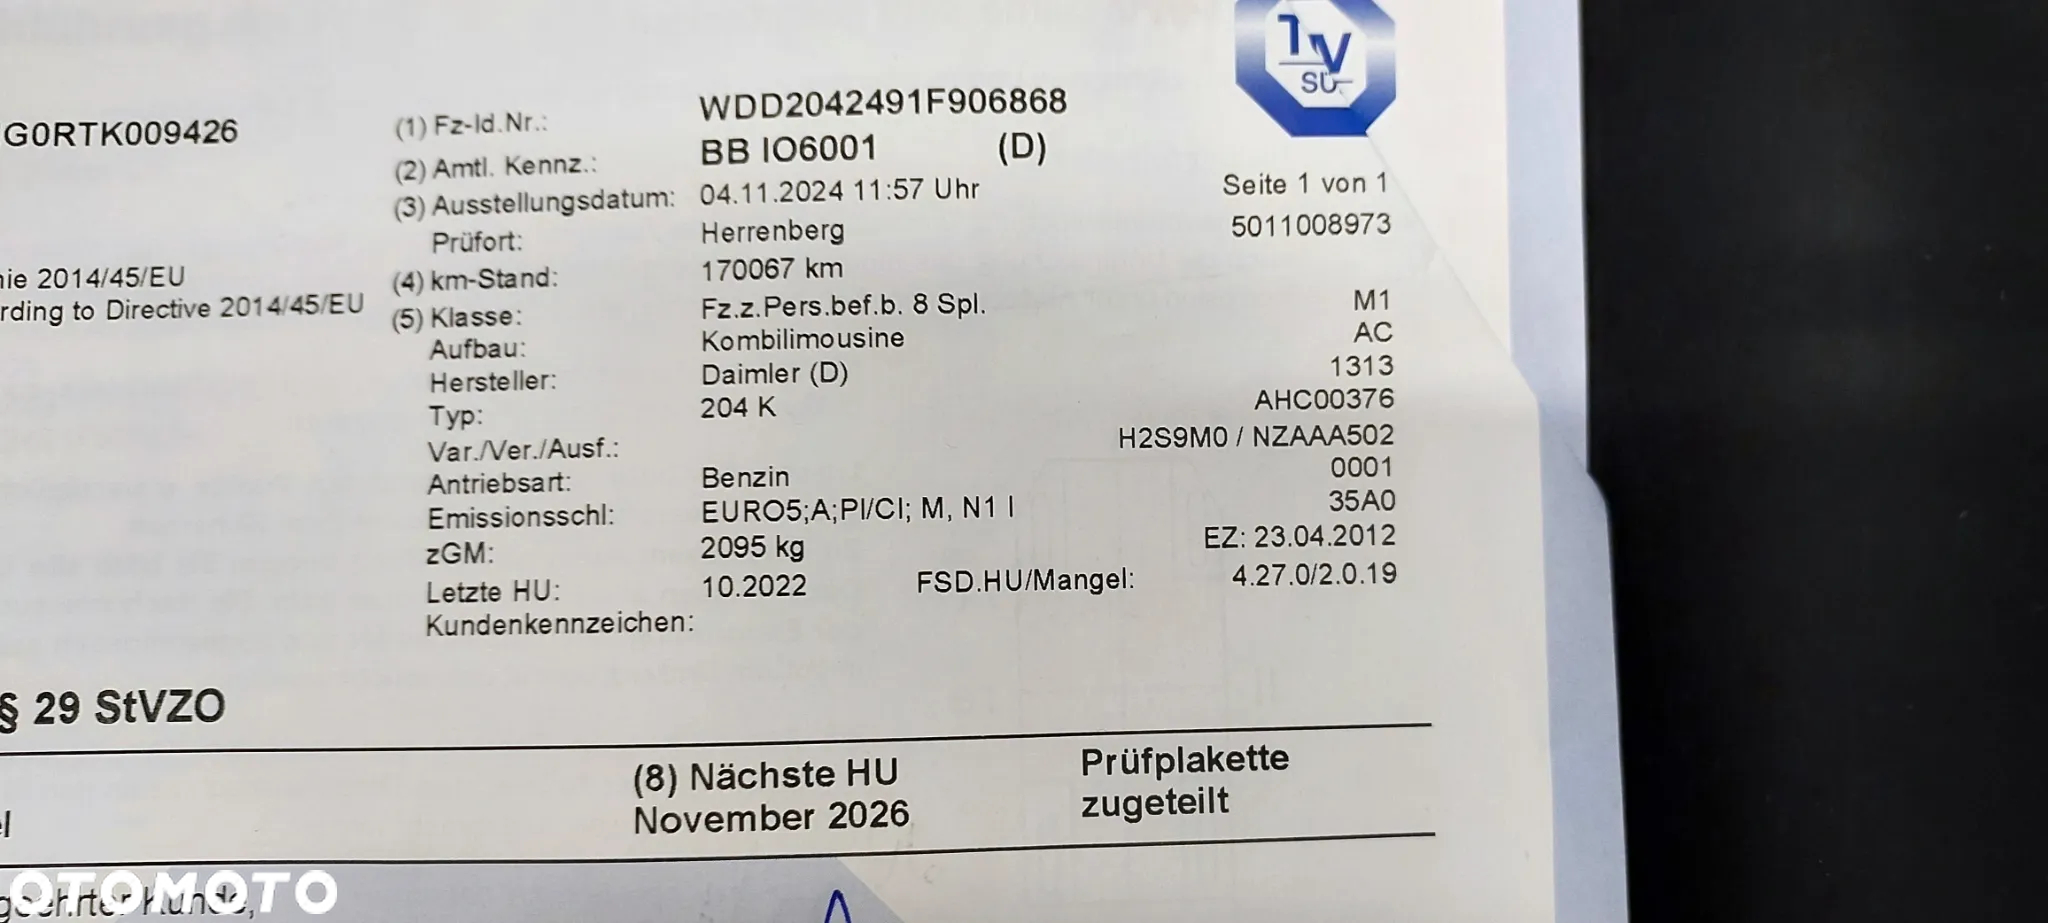 TÜV
SÜD
G0RTK009426
(1) Fz-Id.Nr.: WDD2042491F906868
(2) Amtl. Kennz.: BB IO6001 (D)
(3) Ausstellungsdatum: 04.11.2024 11:57 Uhr Seite 1 von 1
Prüfort: Herrenberg 5011008973
nie 2014/45/EU (4) km-Stand: 170067 km
rding to Directive 2014/45/EU (5) Klasse: Fz.z.Pers.bef.b. 8 Spl. M1
Aufbau: Kombilimousine AC
Hersteller: Daimler (D) 1313
Typ: 204 K AHC00376
Var./Ver./Ausf.: H2S9M0 / NZAAA502
Antriebsart: Benzin 0001
Emissionsschl: EURO5;A;PI/CI; M, N1 I 35A0
zGM: 2095 kg EZ: 23.04.2012
Letzte HU: 10.2022 FSD.HU/Mangel: 4.27.0/2.0.19
Kundenkennzeichen:
§ 29 StVZO
(8) Nächste HU Prüfplakette
November 2026 zugeteilt
el
geehrter Kunde,
OTOMOTO